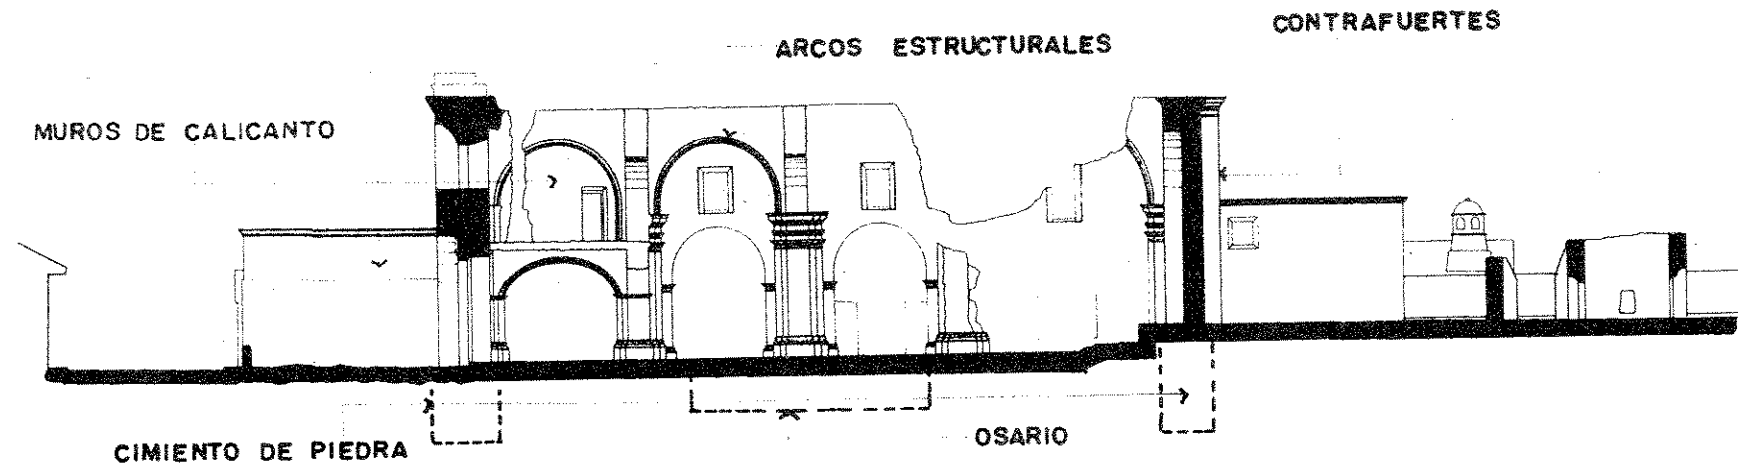 CONTRAFUERTES
ARCOS ESTRUCTURALES
MUROS DE CALICANTO
OSARIO
CIMIENTO DE PIEDRA